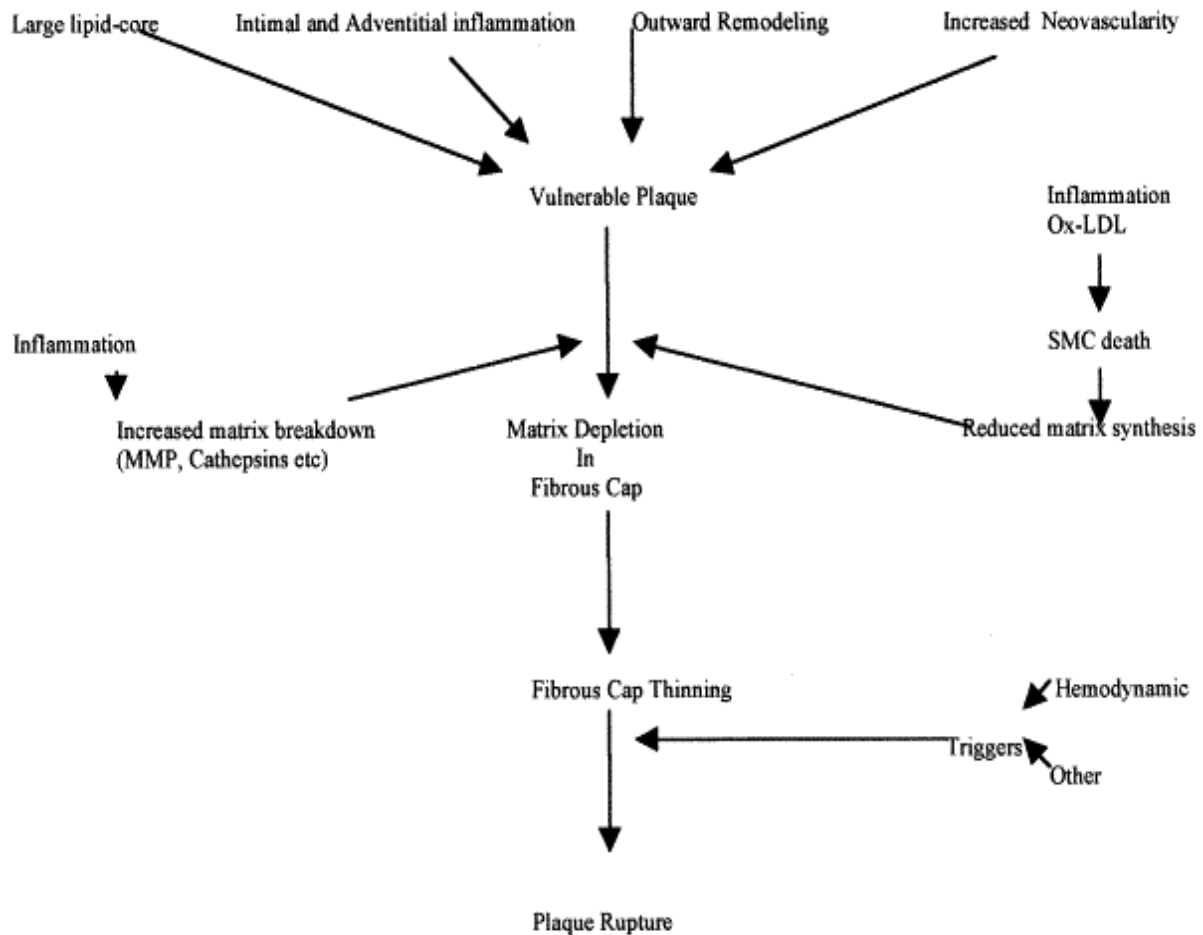 Large lipid-core
Intimal and Adventitial inflammation
Outward Remodeling
Increased Neovascularity
Vulnerable Plaque
Inflammation
Ox-LDL
SMC death
Inflammation
Increased matrix breakdown
(MMP, Cathepsins etc)
Matrix Depletion
In
Fibrous Cap
Reduced matrix synthesis
Fibrous Cap Thinning
Hemodynamic
Triggers
Other
Plaque Rupture